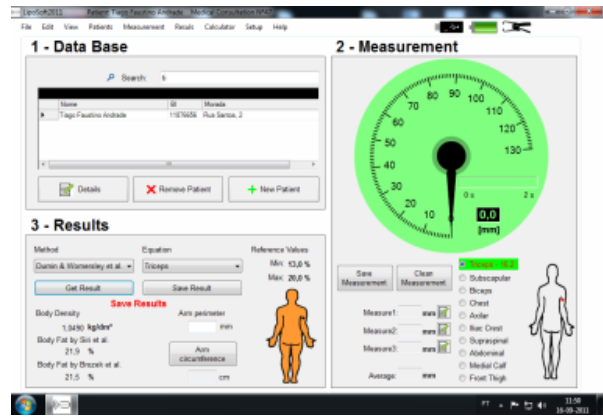 LipoSoft2011 Patient: Tiago Faustino Andrade Medical Consultation Nº
File Edit View Patients Measurement Results Calculator Setup Help
1 - Data Base
Search: ti
Name BI Morada
Tiago Faustino Andrade 11876656 Rua Santos, 2
Details Remove Patient New Patient
2 - Measurement
10 20 30 40 50 60 70 80 90 100 110 120 130
0 s 2 s
0,0
[mm]
Save Measurement
Clean Measurement
Measure1: mm
Measure2: mm
Measure3: mm
Average: mm
Triceps - 10.2
Subscapular
Biceps
Chest
Axilar
Iliac Crest
Supraspinal
Abdominal
Medial Calf
Front Thigh
3 - Results
Method Equation Reference Values
Durnin & Womersley et al. Triceps Min: 13,0 %
Max: 20,0 %
Get Result Save Result
Save Results
Body Density Arm perimeter
1,0490 kg/dm³ mm
Body Fat by Siri et al.
21,9 %
Arm circumference
Body Fat by Brozek et al.
21,5 % cm
PT 11:50
16-09-2011